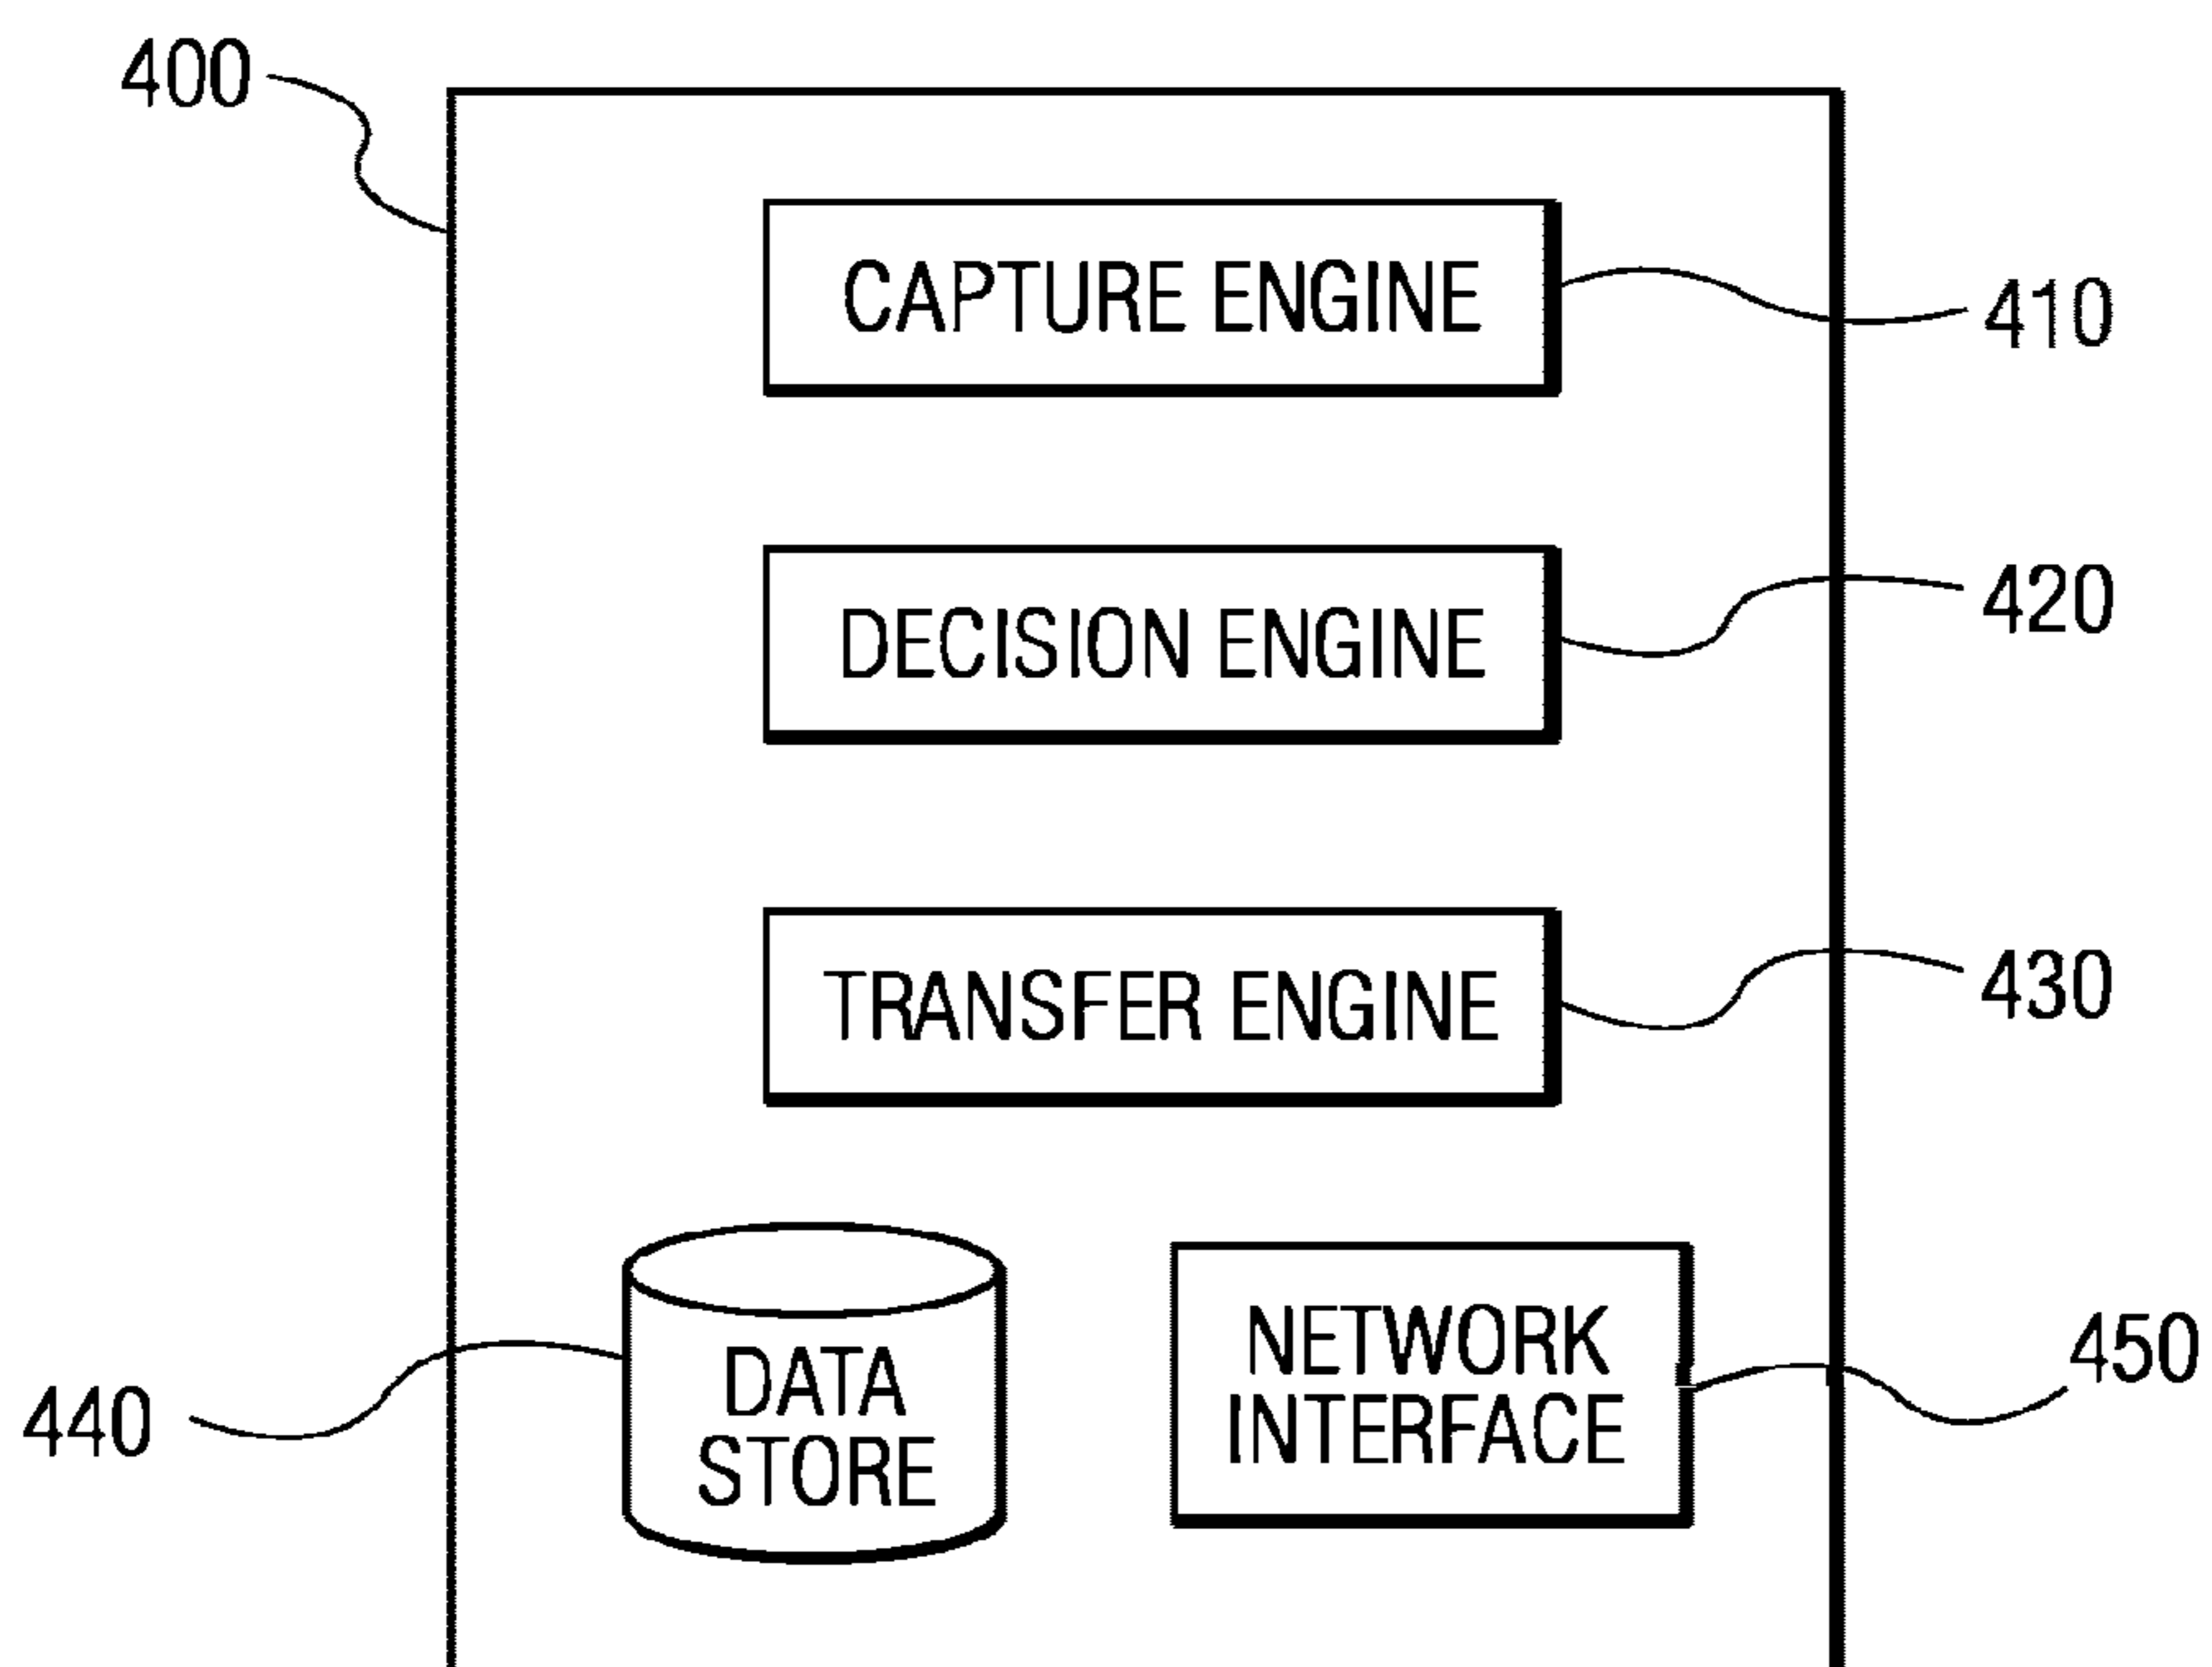 400
CAPTURE ENGINE
410
DECISION ENGINE
420
TRANSFER ENGINE
430
DATA
STORE
440
NETWORK
INTERFACE
450